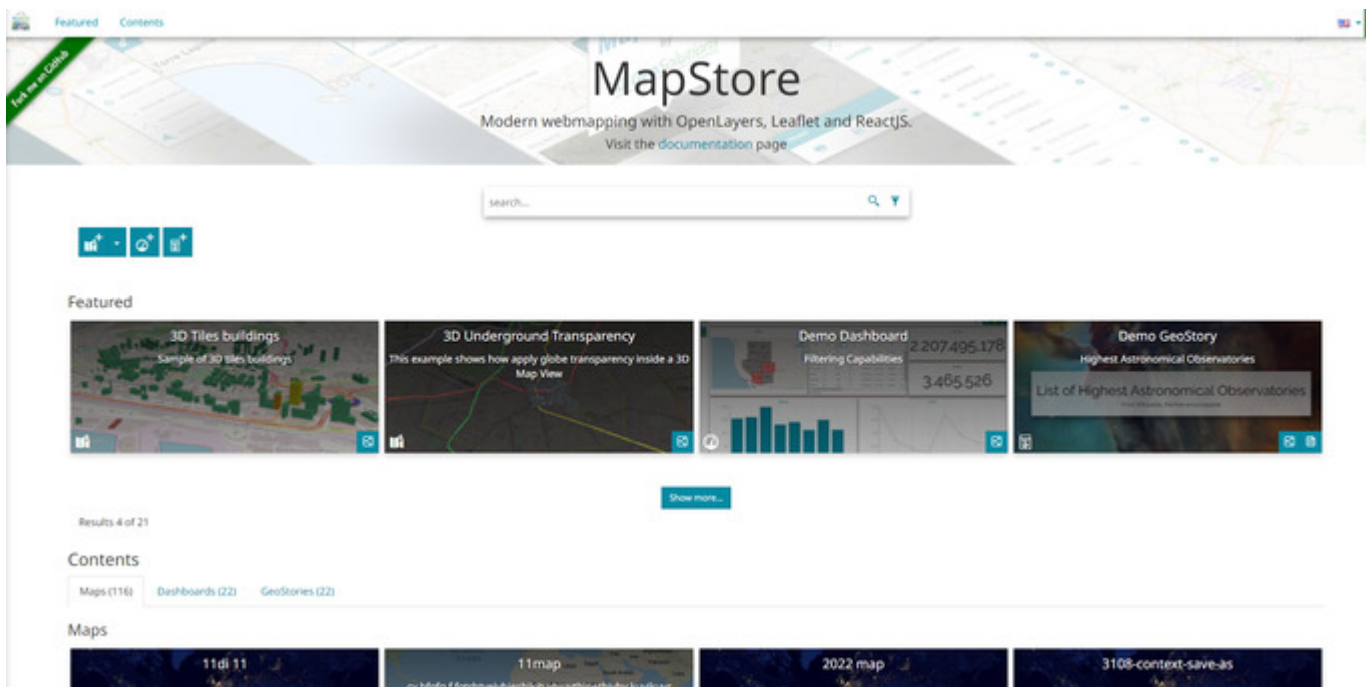 Featured Contents
Fork me on GitHub
MapStore
Modern webmapping with OpenLayers, Leaflet and ReactJS.
Visit the documentation page
search...
Featured
3D Tiles buildings
Sample of 3D tiles buildings
3D Underground Transparency
This example shows how apply globe transparency inside a 3D
Map View
Demo Dashboard
Filtering Capabilities
2.207.495.178
3.465.526
Demo GeoStory
Highest Astronomical Observatories
List of Highest Astronomical Observatories
Show more...
Results 4 of 21
Contents
Maps (116) Dashboards (22) GeoStories (22)
Maps
11di 11
11map
2022 map
3108-context-save-as